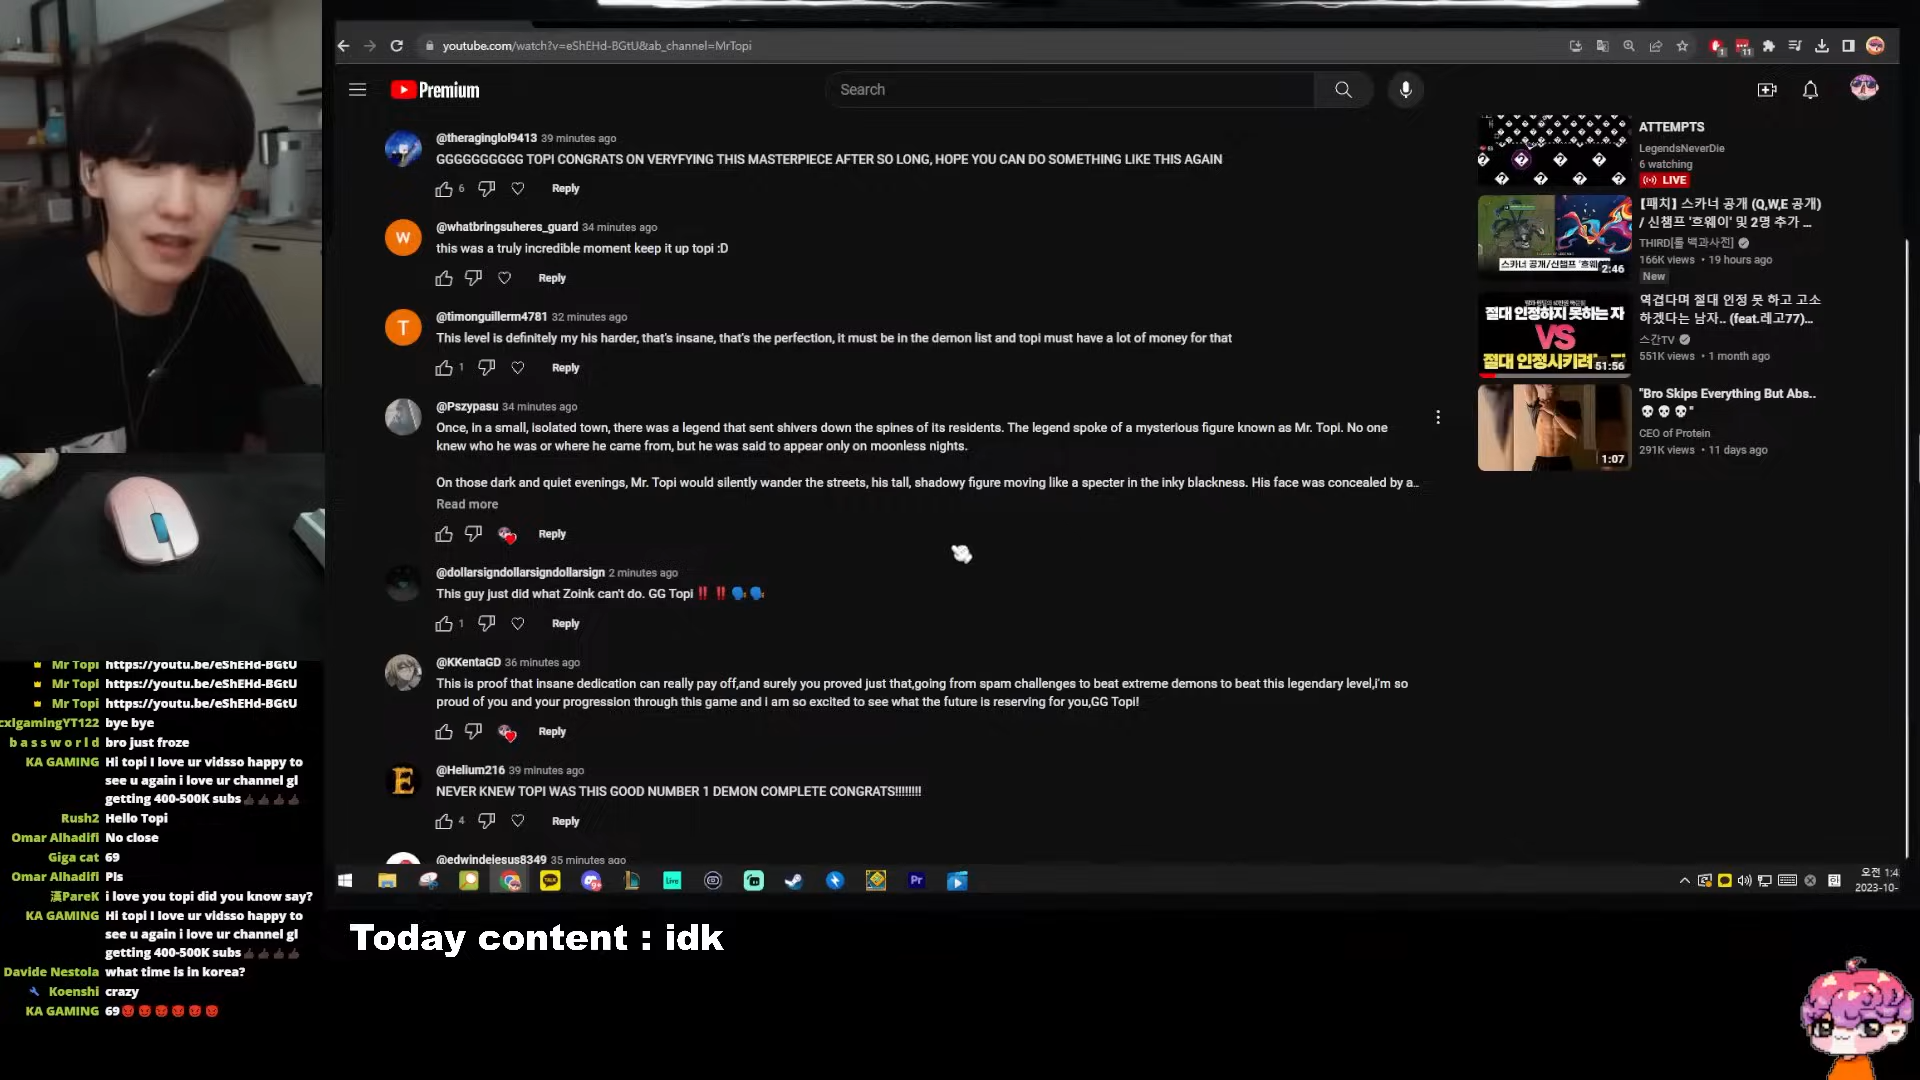 youtube.com/watch?v=eShEHd-BGtU&ab_channel=MrTopi
Premium
Search
@theraginglol9413 39 minutes ago
GGGGGGGGGG TOPI CONGRATS ON VERYFYING THIS MASTERPIECE AFTER SO LONG, HOPE YOU CAN DO SOMETHING LIKE THIS AGAIN
6 Reply
W
@whatbringsuheres_guard 34 minutes ago
this was a truly incredible moment keep it up topi :D
Reply
T
@timonguillerm4781 32 minutes ago
This level is definitely my his harder, that's insane, that's the perfection, it must be in the demon list and topi must have a lot of money for that
1 Reply
@Pszypasu 34 minutes ago
Once, in a small, isolated town, there was a legend that sent shivers down the spines of its residents. The legend spoke of a mysterious figure known as Mr. Topi. No one
knew who he was or where he came from, but he was said to appear only on moonless nights.
On those dark and quiet evenings, Mr. Topi would silently wander the streets, his tall, shadowy figure moving like a specter in the inky blackness. His face was concealed by a...
Read more
Reply
@dollarsigndollarsigndollarsign 2 minutes ago
This guy just did what Zoink can't do. GG Topi ‼️ ‼️ 🗣️🗣️
1 Reply
@KKentaGD 36 minutes ago
This is proof that insane dedication can really pay off,and surely you proved just that,going from spam challenges to beat extreme demons to beat this legendary level,i'm so
proud of you and your progression through this game and i am so excited to see what the future is reserving for you,GG Topi!
Reply
E
@Helium216 39 minutes ago
NEVER KNEW TOPI WAS THIS GOOD NUMBER 1 DEMON COMPLETE CONGRATS!!!!!!!!
4 Reply
@edwindejesus8349 35 minutes ago
ATTEMPTS
LegendsNeverDie
6 watching
LIVE
【패치】 스카너 공개 (Q,W,E 공개)
/ 신챔프 '흐웨이' 및 2명 추가 ...
THIRD[롤 백과사전]
166K views • 19 hours ago
New
2:46
역겹다며 절대 인정 못 하고 고소
하겠다는 남자.. (feat.레고77)...
스간TV
551K views • 1 month ago
절대 인정하지 못하는 자
VS
절대 인정시키려
51:56
"Bro Skips Everything But Abs..
💀💀💀"
CEO of Protein
291K views • 11 days ago
1:07
Mr Topi https://youtu.be/eShEHd-BGtU
Mr Topi https://youtu.be/eShEHd-BGtU
Mr Topi https://youtu.be/eShEHd-BGtU
cxlgamingYT122 bye bye
b a s s w o r l d bro just froze
KA GAMING Hi topi I love ur vidsso happy to
see u again i love ur channel gl
getting 400-500K subs
Rush2 Hello Topi
Omar Alhadifi No close
Giga cat 69
Omar Alhadifi Pls
漢PareK i love you topi did you know say?
KA GAMING Hi topi I love ur vidsso happy to
see u again i love ur channel gl
getting 400-500K subs
Davide Nestola what time is in korea?
Koenshi crazy
KA GAMING 69
TALK
Live
Pr
오전 1:4
2023-10-
Today content : idk